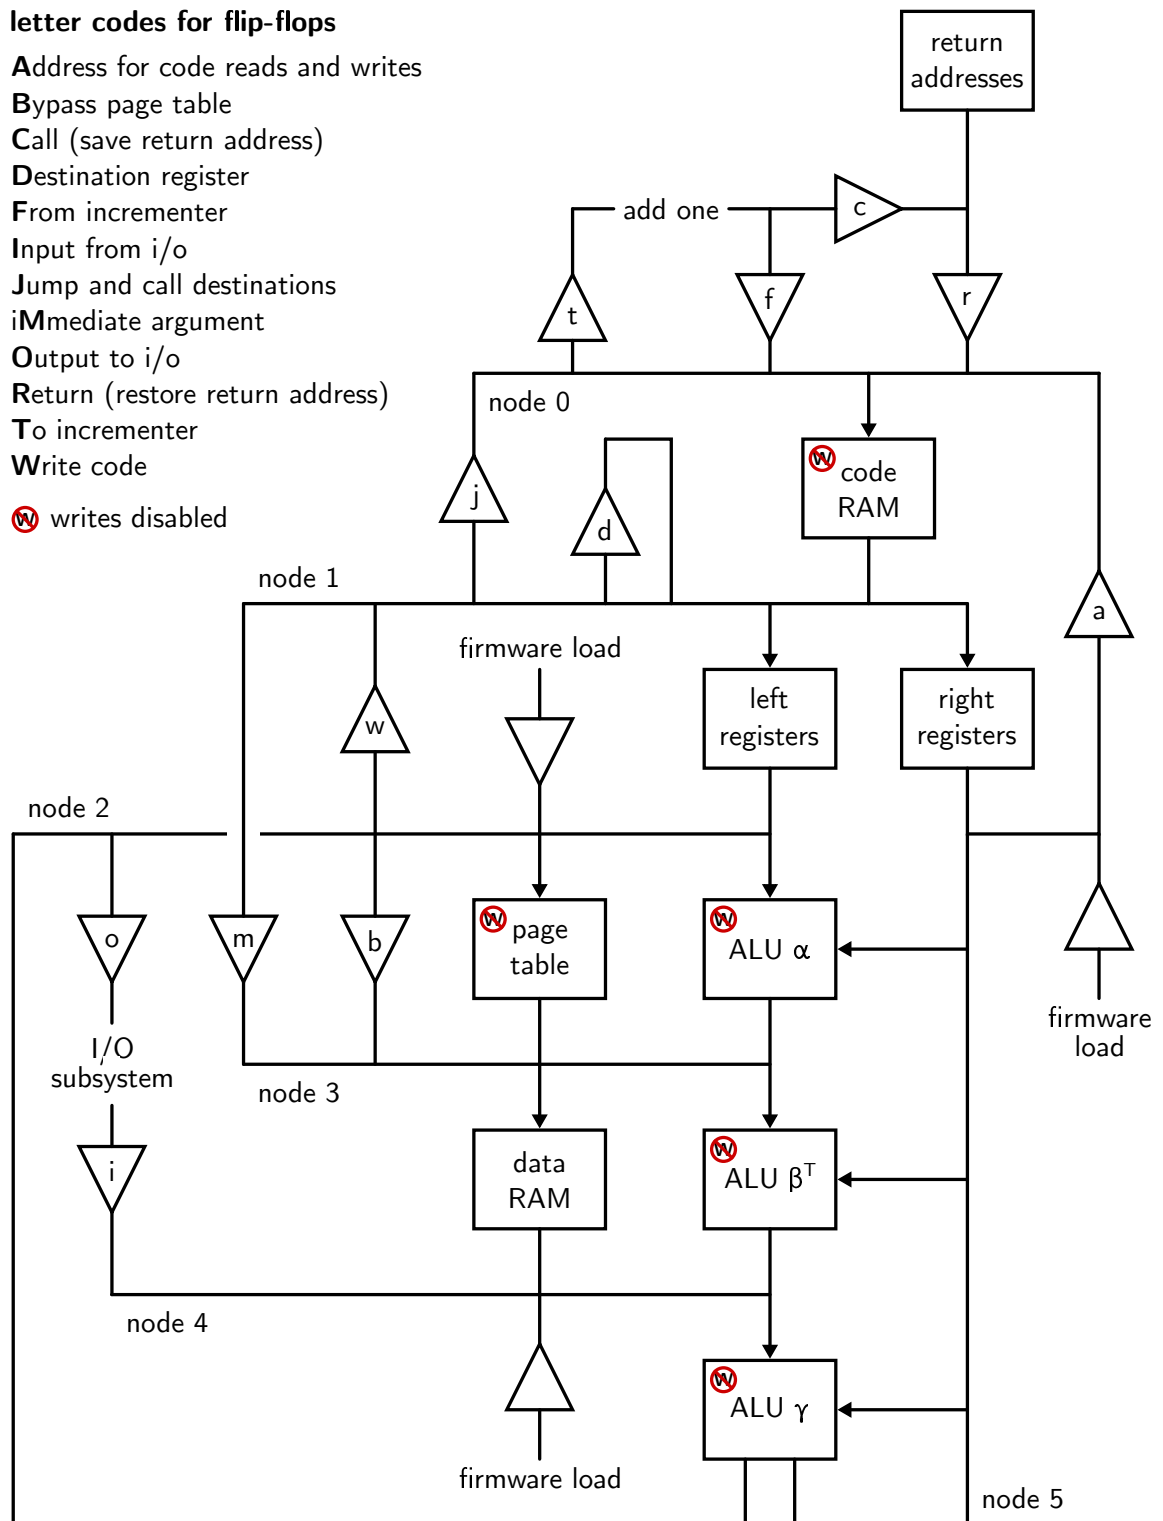 letter codes for flip-flops
Address for code reads and writes
Bypass page table
Call (save return address)
Destination register
From incrementer
Input from i/o
Jump and call destinations
iMmediate argument
Output to i/o
Return (restore return address)
To incrementer
Write code
W writes disabled
return
addresses
add one
c
t
f
r
node 0
j
d
W
code
RAM
node 1
a
firmware load
left
registers
right
registers
w
node 2
o
m
b
W
page
table
W
ALU α
firmware
load
I/O
subsystem
node 3
i
data
RAM
W
ALU βᵀ
node 4
W
ALU γ
firmware load
node 5